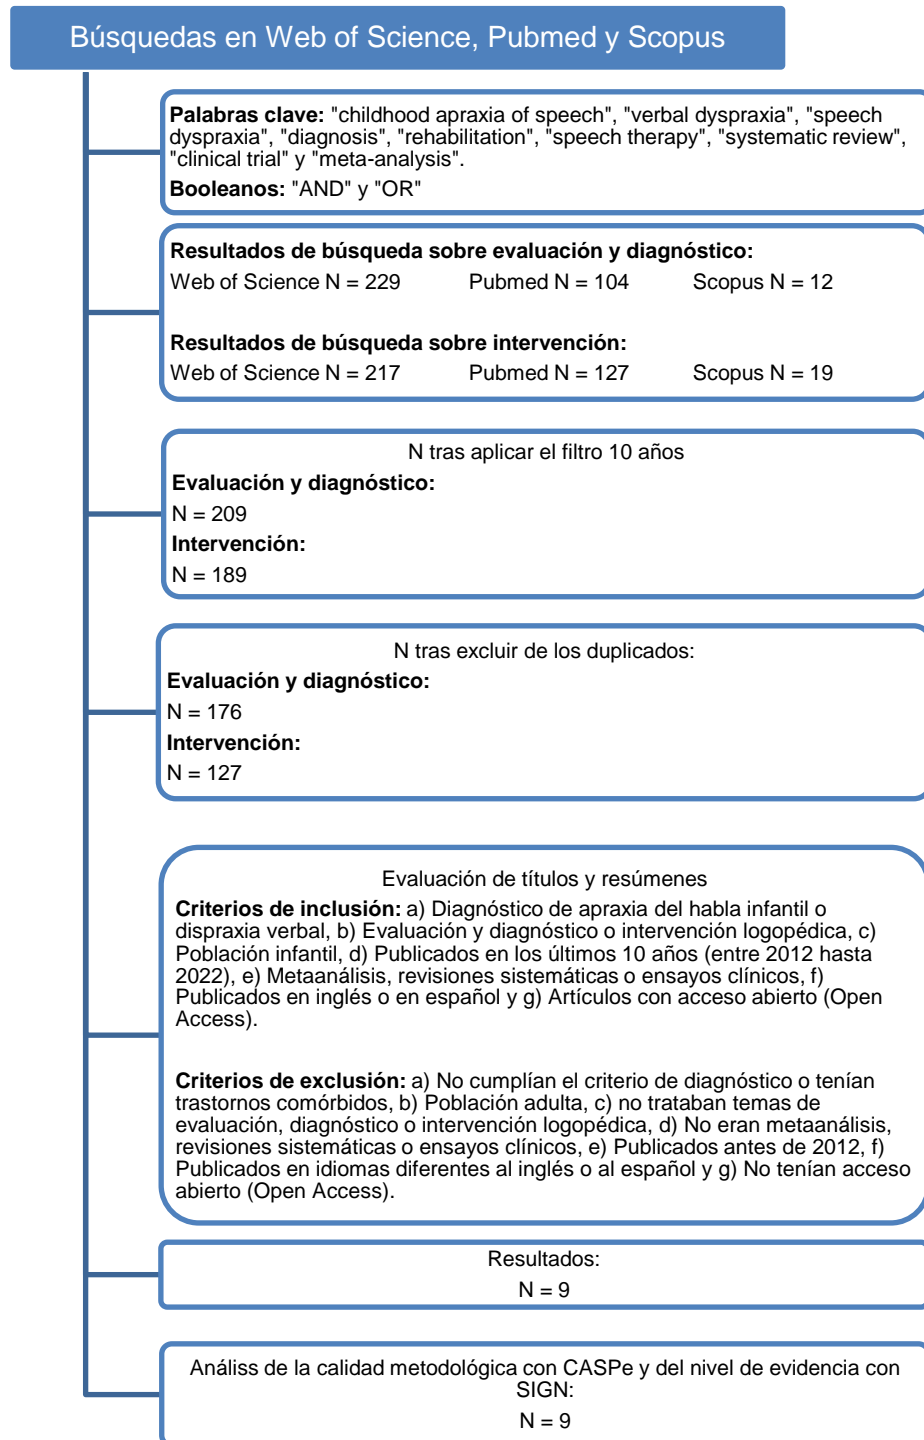 Búsquedas en Web of Science, Pubmed y Scopus
Palabras clave: "childhood apraxia of speech", "verbal dyspraxia", "speech
dyspraxia", "diagnosis", "rehabilitation", "speech therapy", "systematic review",
"clinical trial" y "meta-analysis".
Booleanos: "AND" y "OR"
Resultados de búsqueda sobre evaluación y diagnóstico:
Web of Science N = 229 Pubmed N = 104 Scopus N = 12
Resultados de búsqueda sobre intervención:
Web of Science N = 217 Pubmed N = 127 Scopus N = 19
N tras aplicar el filtro 10 años
Evaluación y diagnóstico:
N = 209
Intervención:
N = 189
N tras excluir de los duplicados:
Evaluación y diagnóstico:
N = 176
Intervención:
N = 127
Evaluación de títulos y resúmenes
Criterios de inclusión: a) Diagnóstico de apraxia del habla infantil o
dispraxia verbal, b) Evaluación y diagnóstico o intervención logopédica, c)
Población infantil, d) Publicados en los últimos 10 años (entre 2012 hasta
2022), e) Metaanálisis, revisiones sistemáticas o ensayos clínicos, f)
Publicados en inglés o en español y g) Artículos con acceso abierto (Open
Access).
Criterios de exclusión: a) No cumplían el criterio de diagnóstico o tenían
trastornos comórbidos, b) Población adulta, c) no trataban temas de
evaluación, diagnóstico o intervención logopédica, d) No eran metaanálisis,
revisiones sistemáticas o ensayos clínicos, e) Publicados antes de 2012, f)
Publicados en idiomas diferentes al inglés o al español y g) No tenían acceso
abierto (Open Access).
Resultados:
N = 9
Análiss de la calidad metodológica con CASPe y del nivel de evidencia con
SIGN:
N = 9